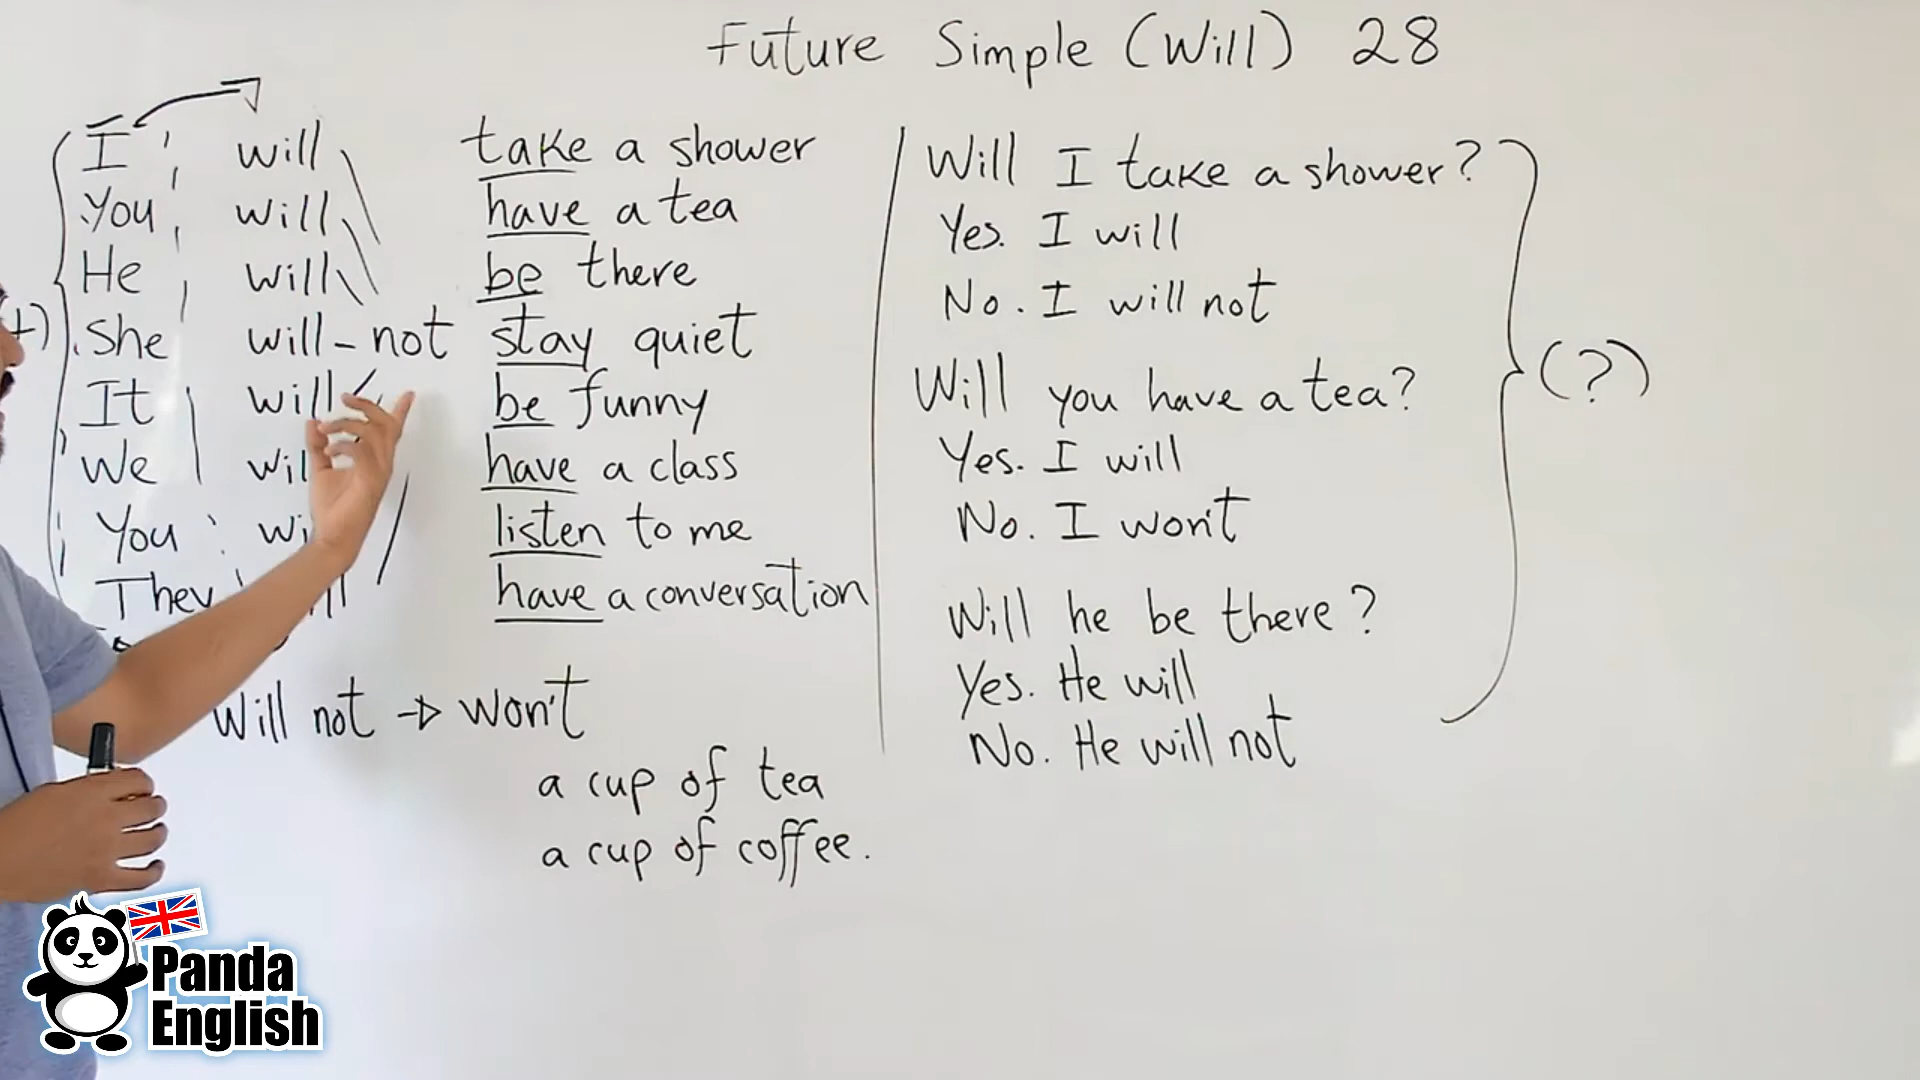 Future Simple (Will) 28
I will take a shower
You will have a tea
He will be there
She will - not stay quiet
It will be funny
We will have a class
You listen to me
They have a conversation
Will not → won't
a cup of tea
a cup of coffee.
Will I take a shower?
Yes. I will
No. I will not
Will you have a tea?
Yes. I will
No. I won't
Will he be there?
Yes. He will
No. He will not
(?)
Panda
English